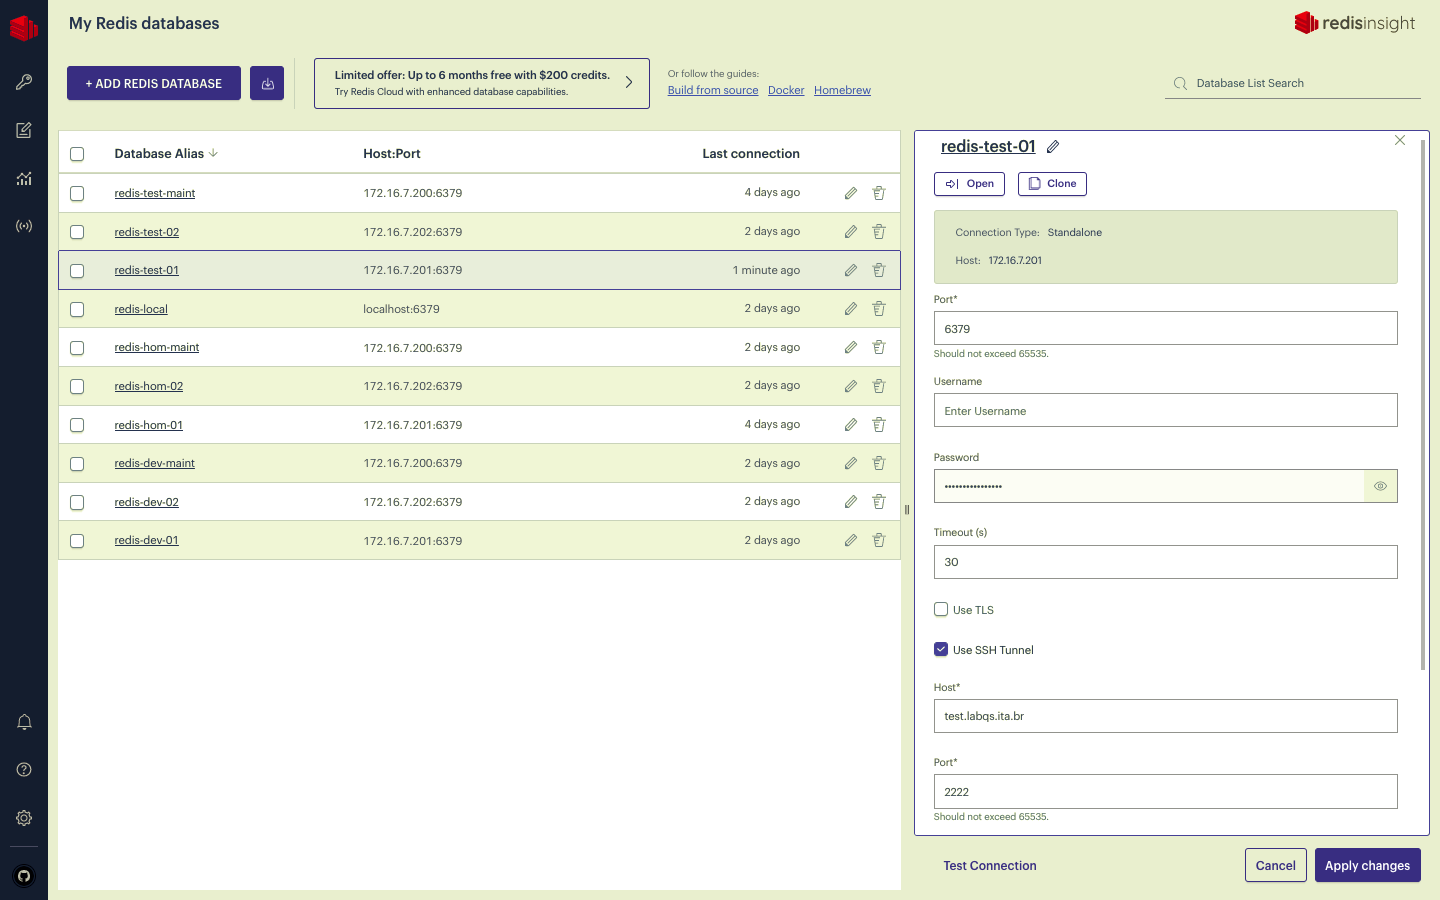 My Redis databases
redisinsight
+ ADD REDIS DATABASE
Limited offer: Up to 6 months free with $200 credits.
Try Redis Cloud with enhanced database capabilities.
Or follow the guides:
Build from source Docker Homebrew
Database List Search
Database Alias Host:Port Last connection
redis-test-maint 172.16.7.200:6379 4 days ago
redis-test-02 172.16.7.202:6379 2 days ago
redis-test-01 172.16.7.201:6379 1 minute ago
redis-local localhost:6379 2 days ago
redis-hom-maint 172.16.7.200:6379 2 days ago
redis-hom-02 172.16.7.202:6379 2 days ago
redis-hom-01 172.16.7.201:6379 4 days ago
redis-dev-maint 172.16.7.200:6379 2 days ago
redis-dev-02 172.16.7.202:6379 2 days ago
redis-dev-01 172.16.7.201:6379 2 days ago
redis-test-01
Open Clone
Connection Type: Standalone
Host: 172.16.7.201
Port*
6379
Should not exceed 65535.
Username
Enter Username
Password
••••••••••••••••
Timeout (s)
30
Use TLS
Use SSH Tunnel
Host*
test.labqs.ita.br
Port*
2222
Should not exceed 65535.
Test Connection Cancel Apply changes